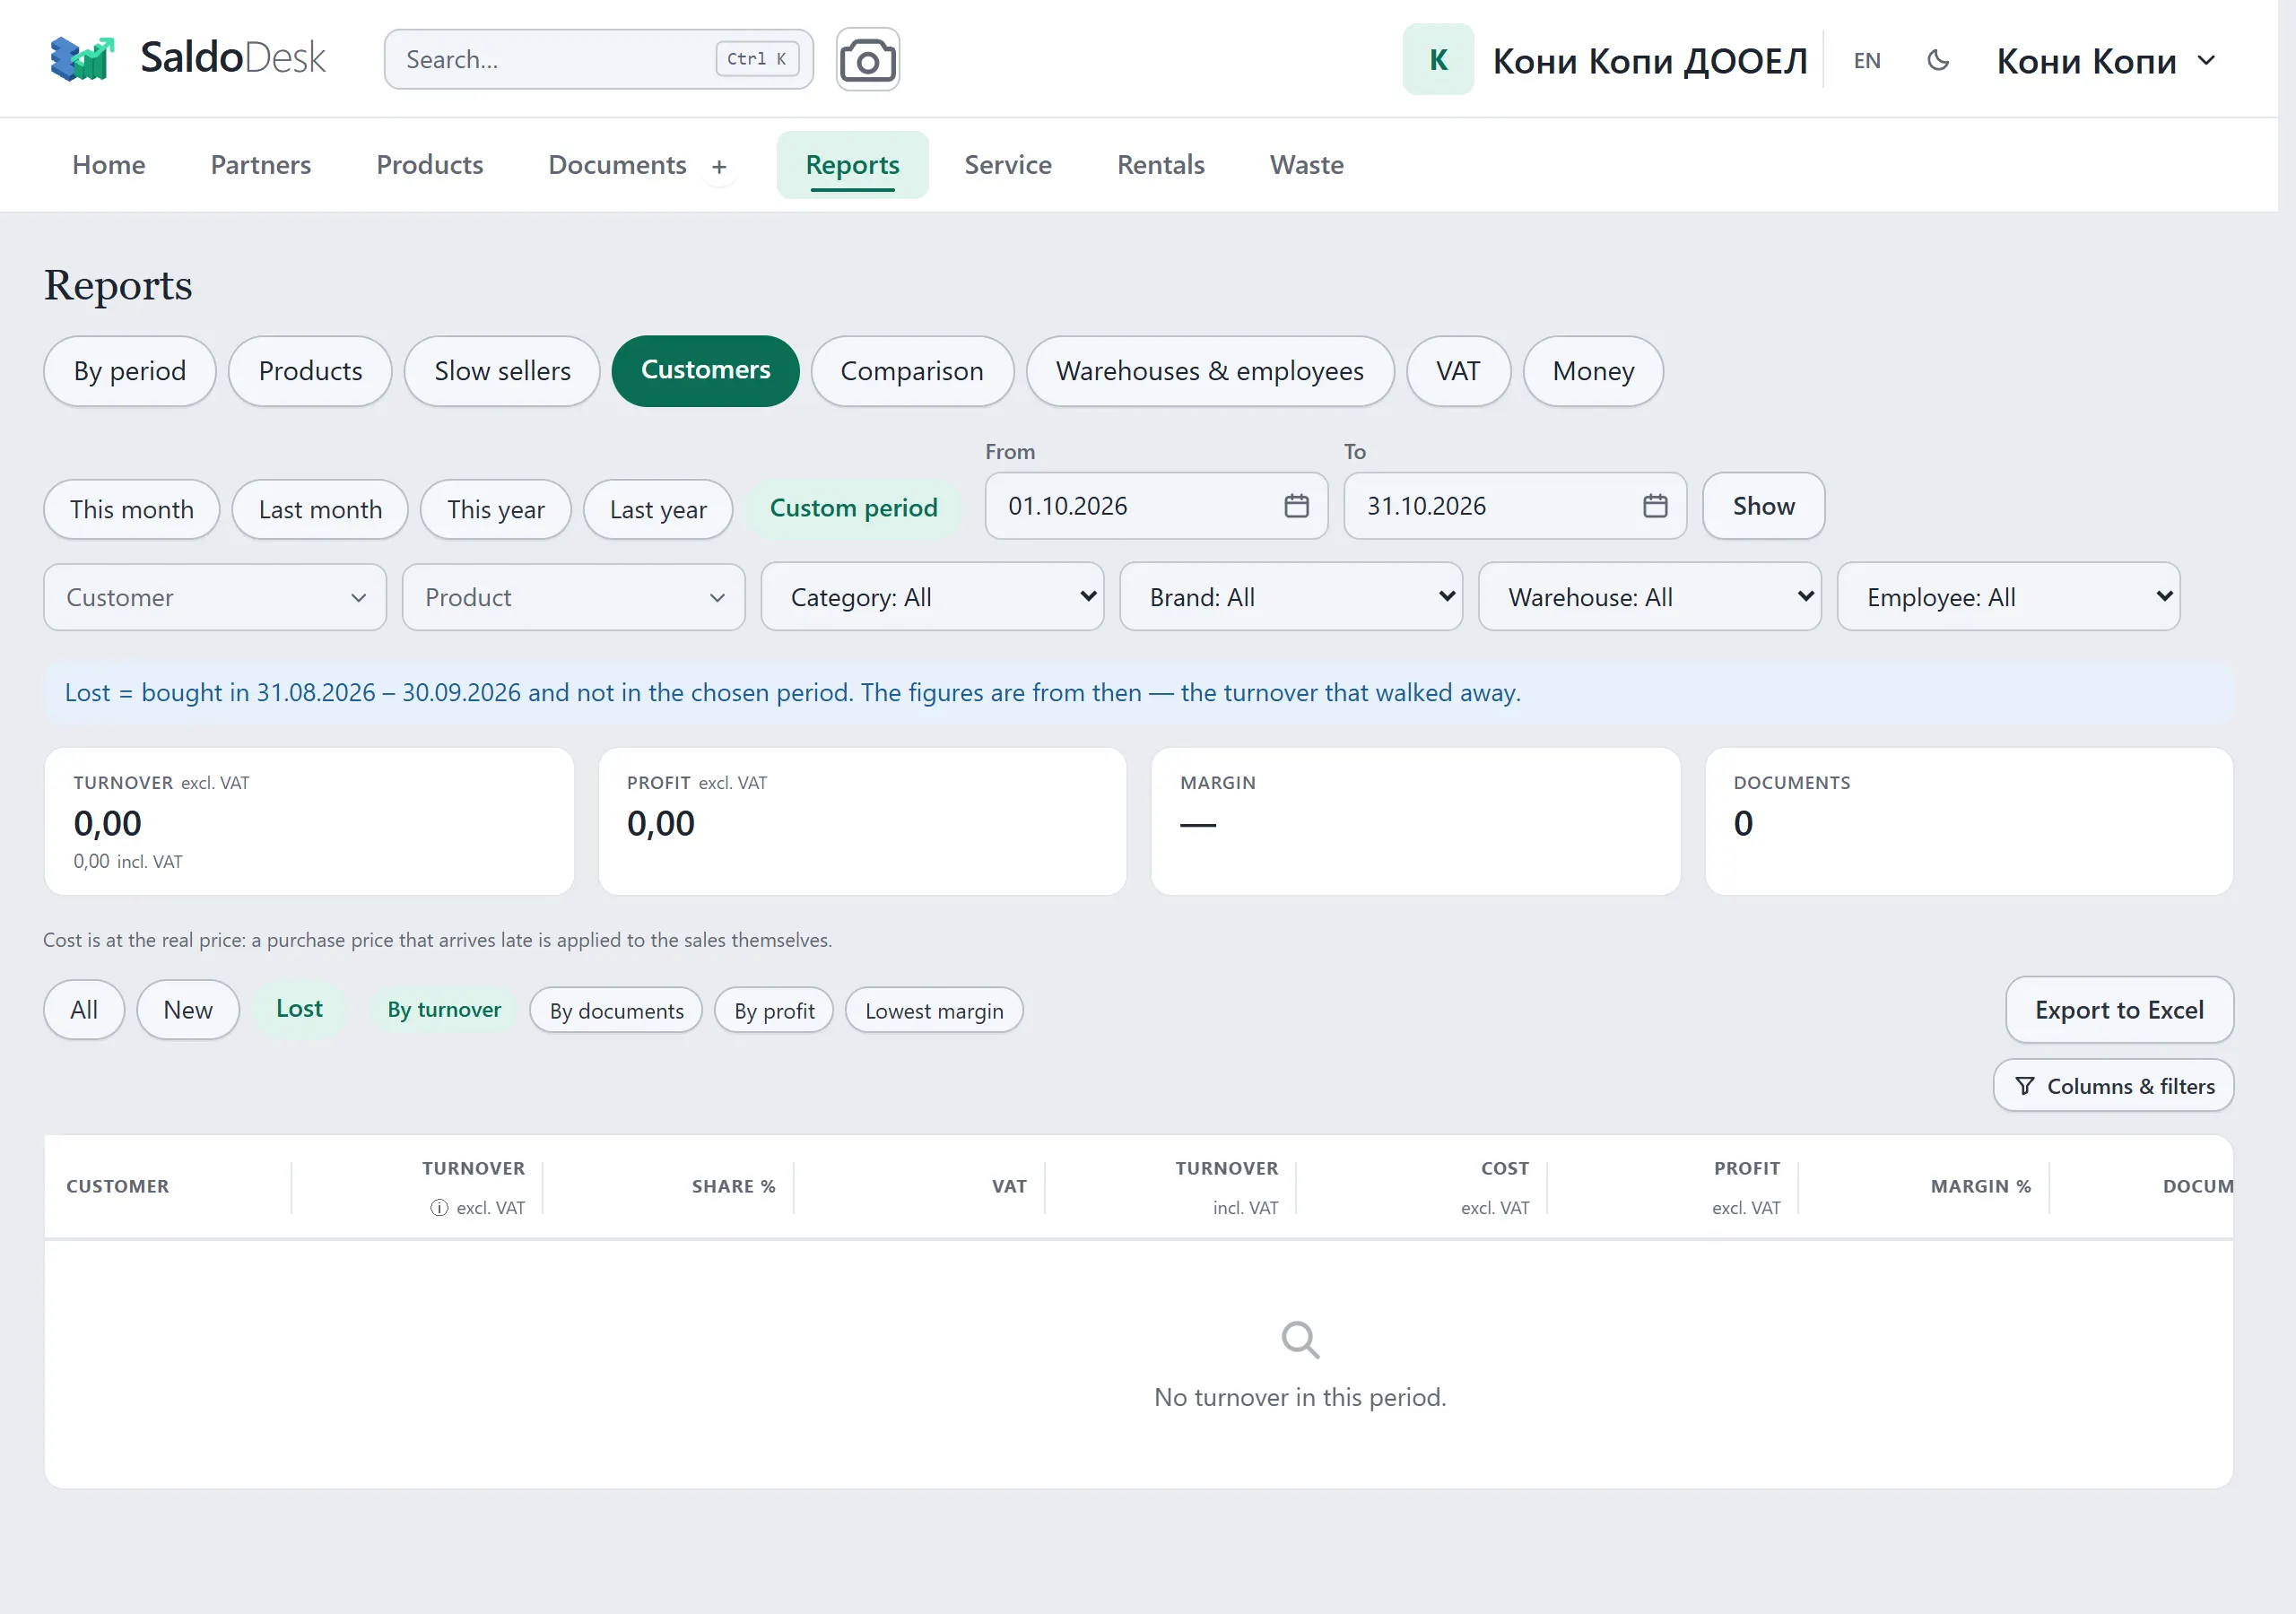 SaldoDesk
Search...
Ctrl K
K
Кони Копи ДООЕЛ
EN
Кони Копи
Home
Partners
Products
Documents +
Reports
Service
Rentals
Waste
Reports
By period
Products
Slow sellers
Customers
Comparison
Warehouses & employees
VAT
Money
From
To
This month
Last month
This year
Last year
Custom period
01.10.2026
31.10.2026
Show
Customer
Product
Category: All
Brand: All
Warehouse: All
Employee: All
Lost = bought in 31.08.2026 – 30.09.2026 and not in the chosen period. The figures are from then — the turnover that walked away.
TURNOVER excl. VAT
0,00
0,00 incl. VAT
PROFIT excl. VAT
0,00
MARGIN
—
DOCUMENTS
0
Cost is at the real price: a purchase price that arrives late is applied to the sales themselves.
All
New
Lost
By turnover
By documents
By profit
Lowest margin
Export to Excel
Columns & filters
CUSTOMER
TURNOVER
excl. VAT
SHARE %
VAT
TURNOVER
incl. VAT
COST
excl. VAT
PROFIT
excl. VAT
MARGIN %
DOCUM
No turnover in this period.